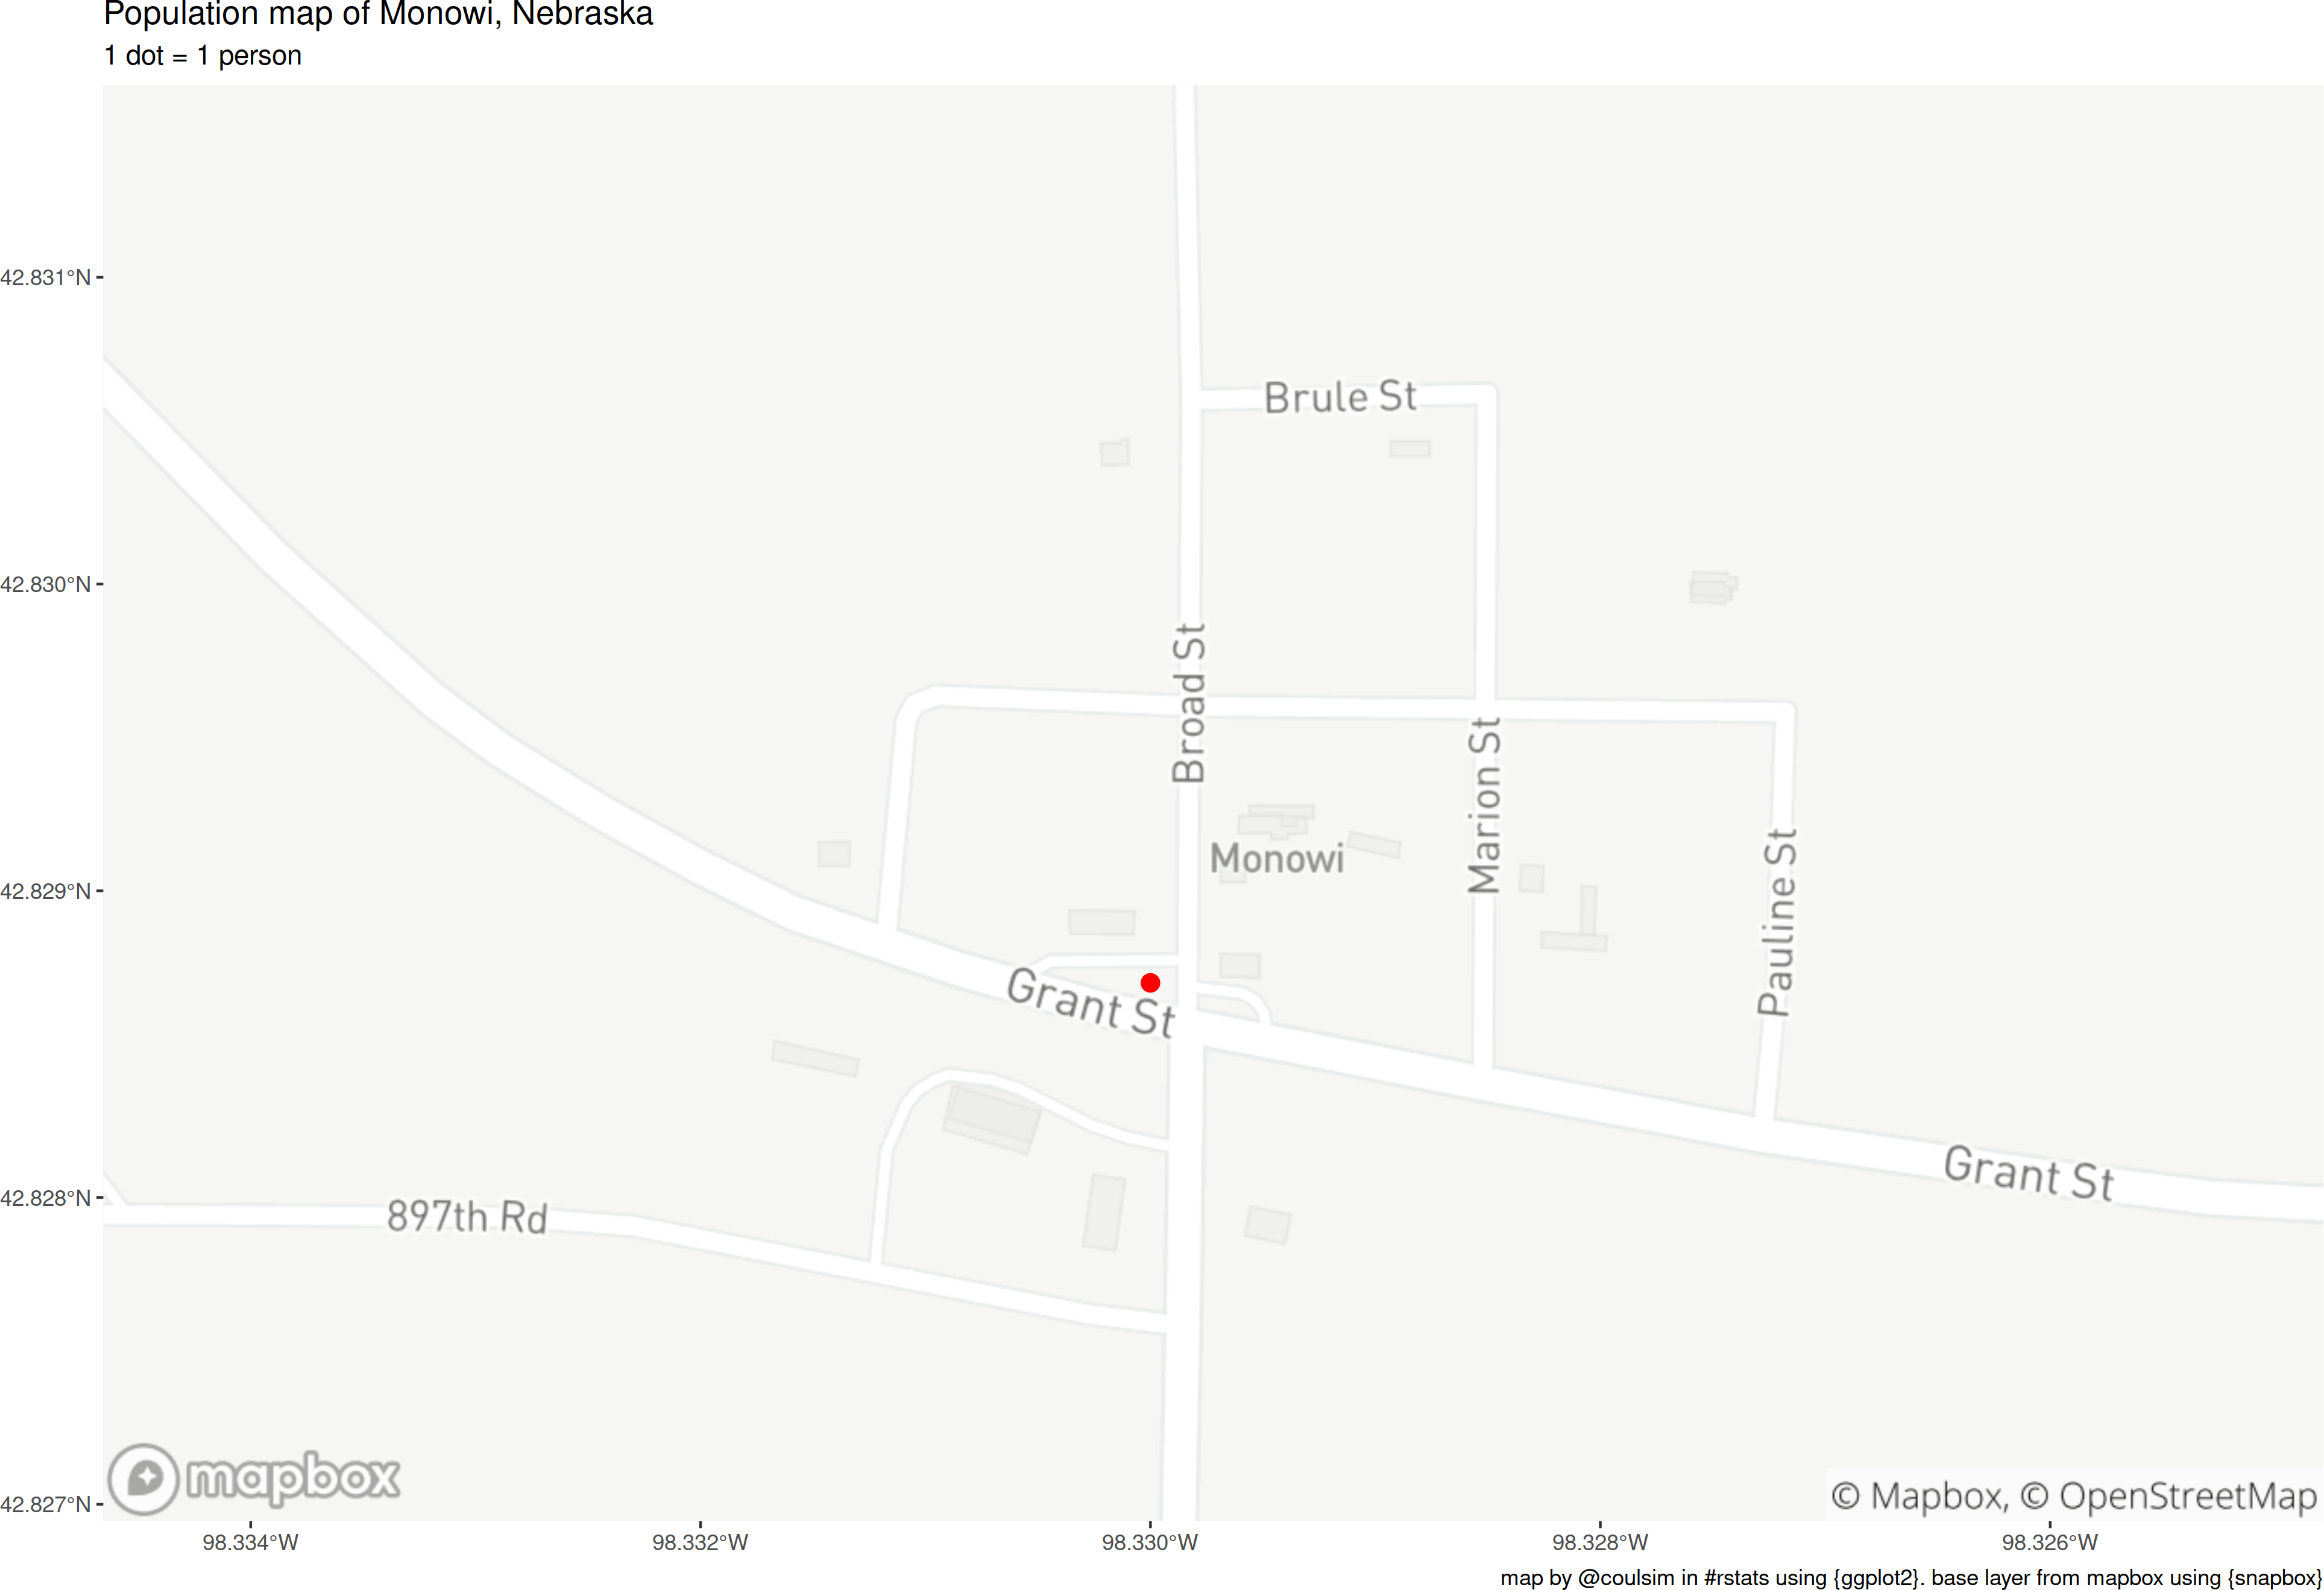 Population map of Monowi, Nebraska
1 dot = 1 person
42.831°N
Brule St
42.830°N
Broad St
Marion St
Pauline St
Monowi
42.829°N
Grant St
Grant St
42.828°N
897th Rd
mapbox
© Mapbox, © OpenStreetMap
42.827°N
98.334°W
98.332°W
98.330°W
98.328°W
98.326°W
map by @coulsim in #rstats using {ggplot2}. base layer from mapbox using {snapbox}